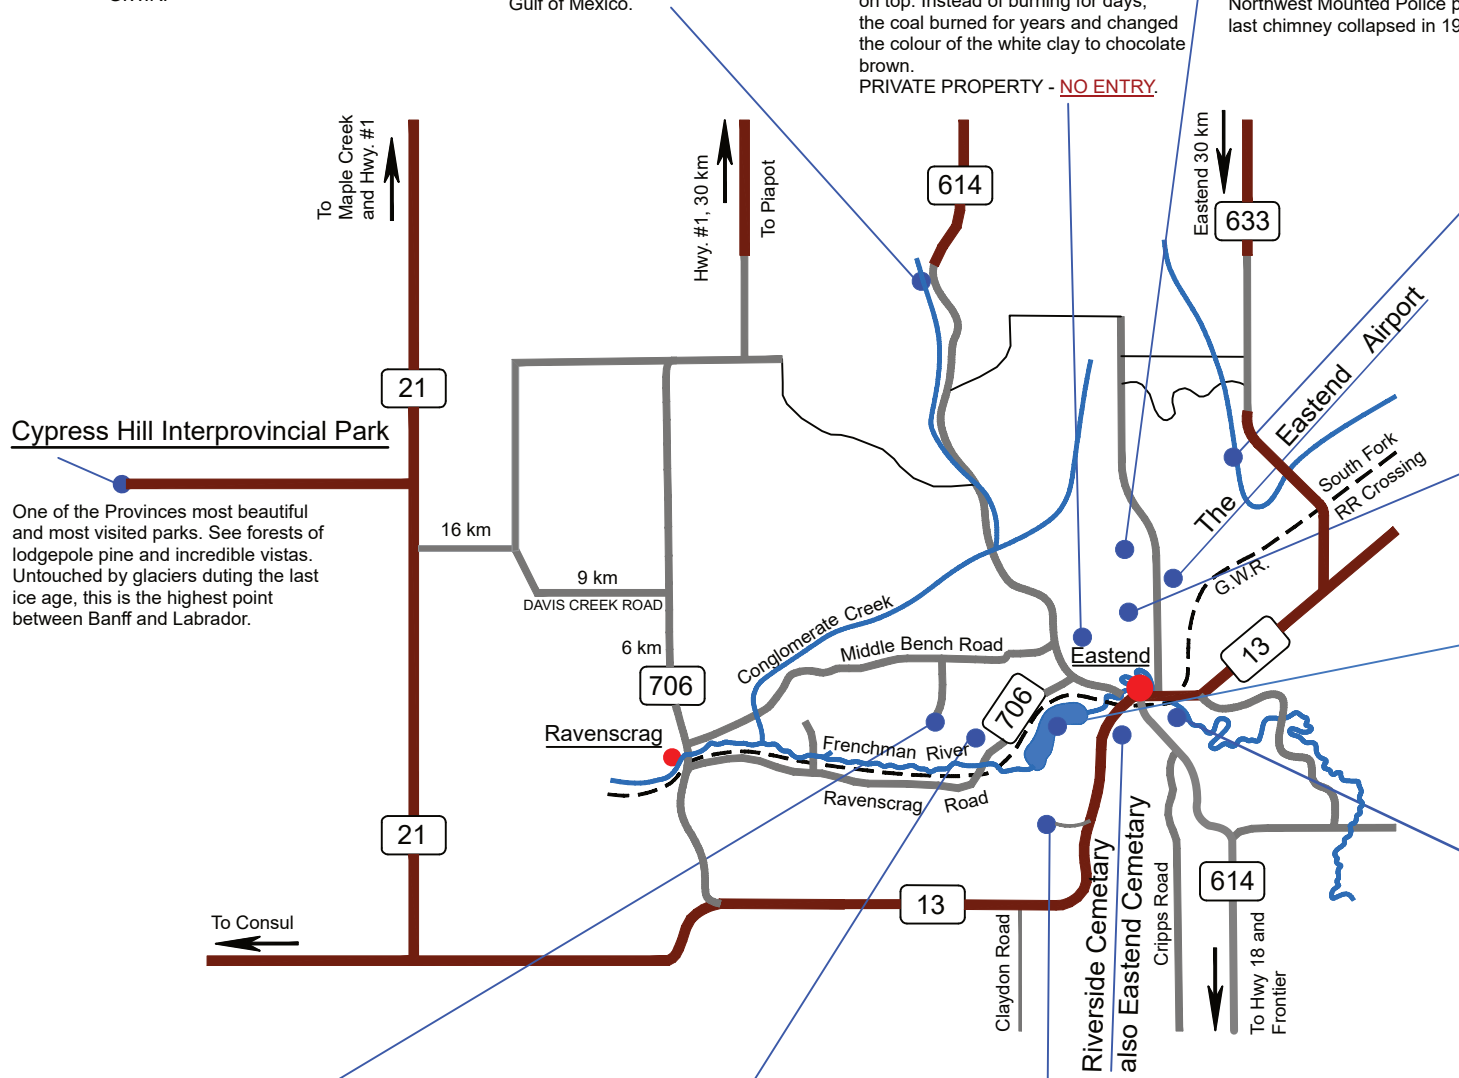 Gulf of Mexico.
on top. Instead of burning for days,
the coal burned for years and changed
the colour of the white clay to chocolate
brown.
PRIVATE PROPERTY - NO ENTRY.
Northwest Mounted Police p
last chimney collapsed in 19
To
Maple Creek
and Hwy. #1
Hwy. #1, 30 km
To Piapot
614
Eastend 30 km
633
21
Cypress Hill Interprovincial Park
One of the Provinces most beautiful
and most visited parks. See forests of
lodgepole pine and incredible vistas.
Untouched by glaciers duting the last
ice age, this is the highest point
between Banff and Labrador.
16 km
9 km
DAVIS CREEK ROAD
6 km
706
Conglomerate Creek
Middle Bench Road
Eastend
The Eastend Airport
South Fork
RR Crossing
G.W.R.
13
706
Ravenscrag
Frenchman River
Ravenscrag Road
21
13
614
To Consul
Claydon Road
Riverside Cemetary
also Eastend Cemetary
Cripps Road
To Hwy 18 and
Frontier